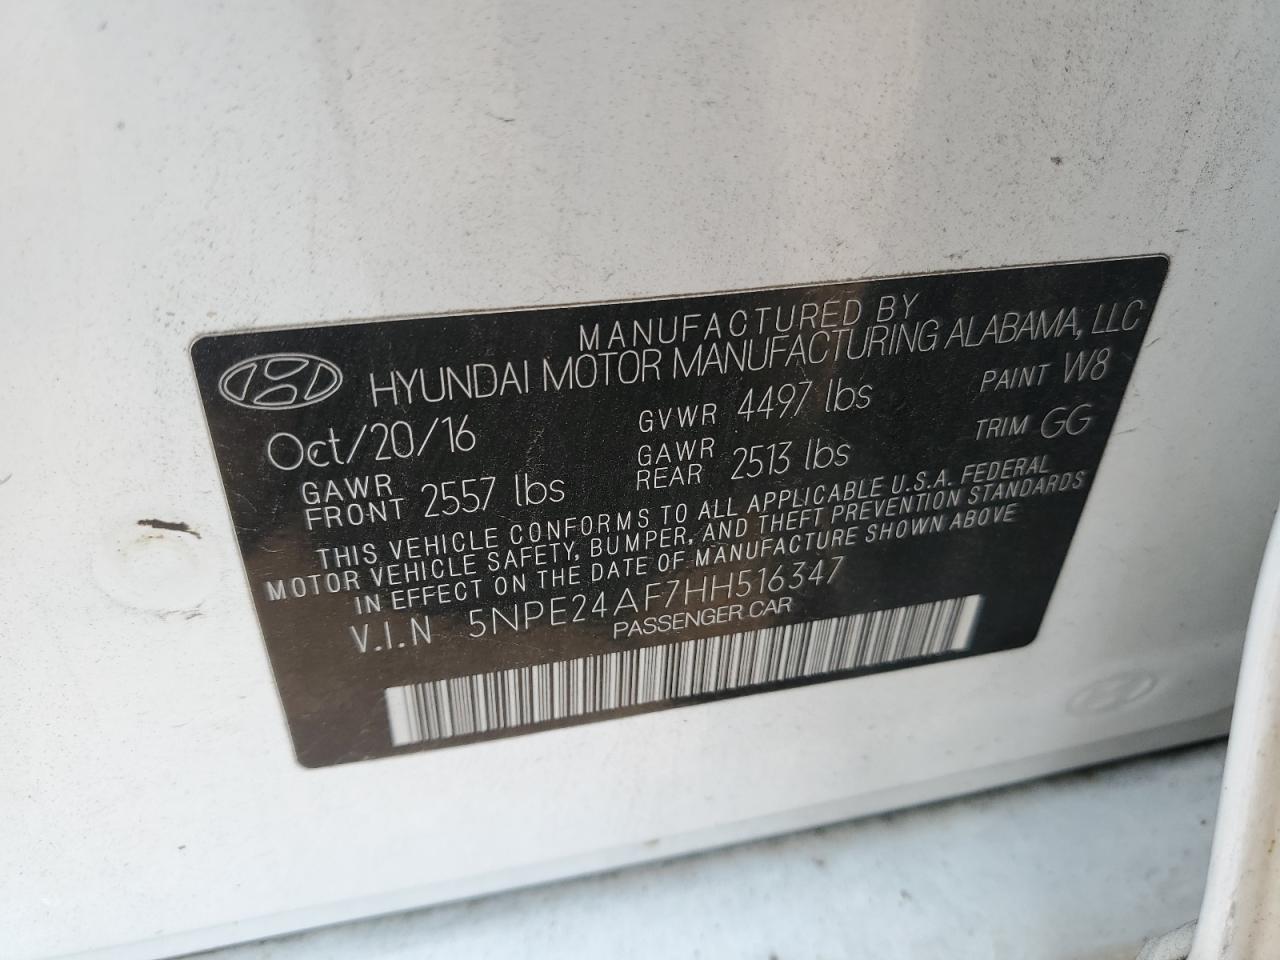 MANUFACTURED BY
HYUNDAI MOTOR MANUFACTURING ALABAMA, LLC
Oct/20/16 GVWR 4497 lbs PAINT W8
GAWR FRONT 2557 lbs GAWR REAR 2513 lbs TRIM GG
THIS VEHICLE CONFORMS TO ALL APPLICABLE U.S.A. FEDERAL
MOTOR VEHICLE SAFETY, BUMPER, AND THEFT PREVENTION STANDARDS
IN EFFECT ON THE DATE OF MANUFACTURE SHOWN ABOVE
V.I.N 5NPE24AF7HH516347
PASSENGER CAR